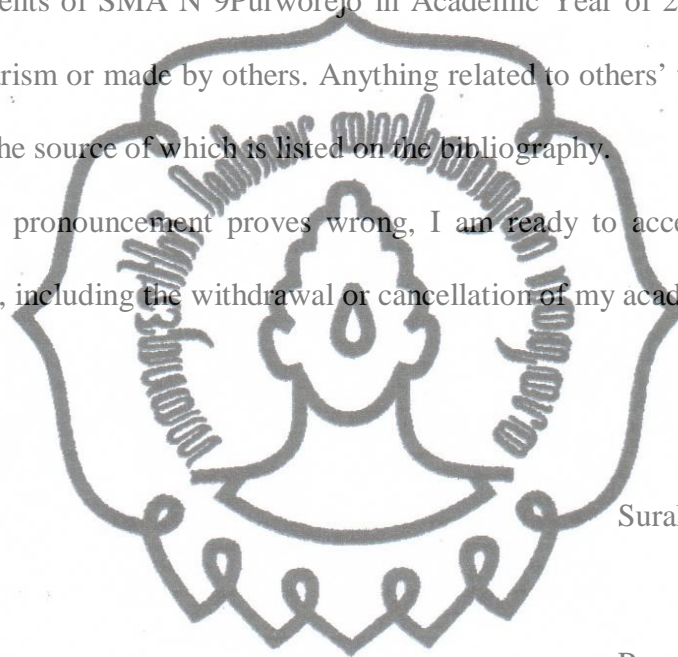 ents of SMA N 9Purworejo in Academic Year of 2
rism or made by others. Anything related to others'
he source of which is listed on the bibliography.
pronouncement proves wrong, I am ready to acce
, including the withdrawal or cancellation of my acad
Sura